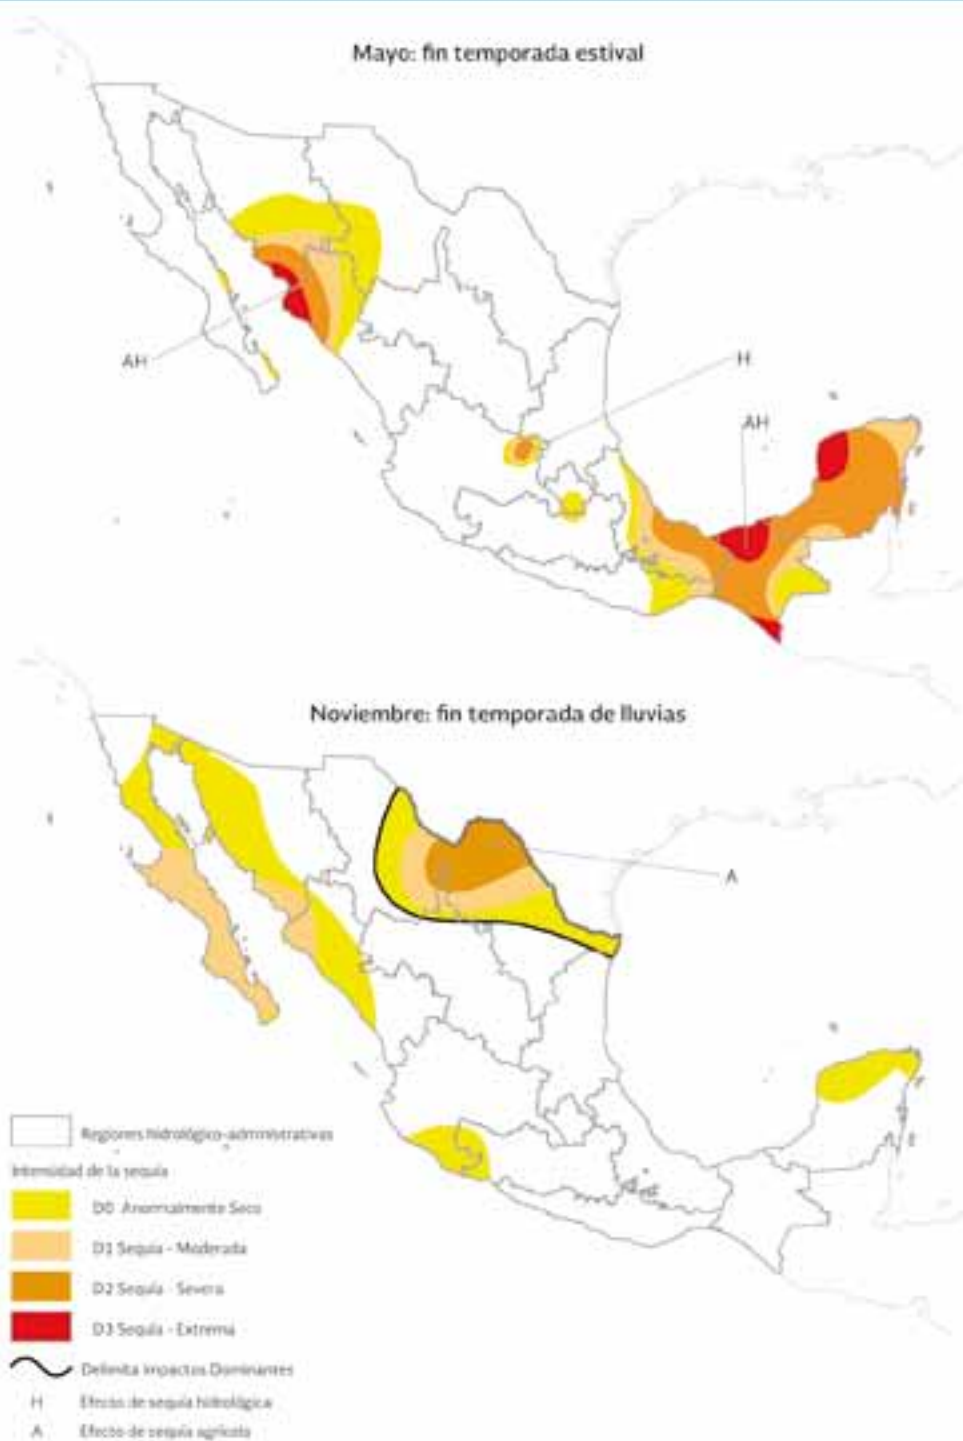 Mayo: fin temporada estival
AH
H
AH
Noviembre: fin temporada de lluvias
A
Regiones hidrológico-administrativas
Intensidad de la sequía
D0 Anormalmente Seco
D1 Sequía - Moderada
D2 Sequía - Severa
D3 Sequía - Extrema
Delimita Impactos Dominantes
H Efecto de sequía hidrológica
A Efecto de sequía agrícola